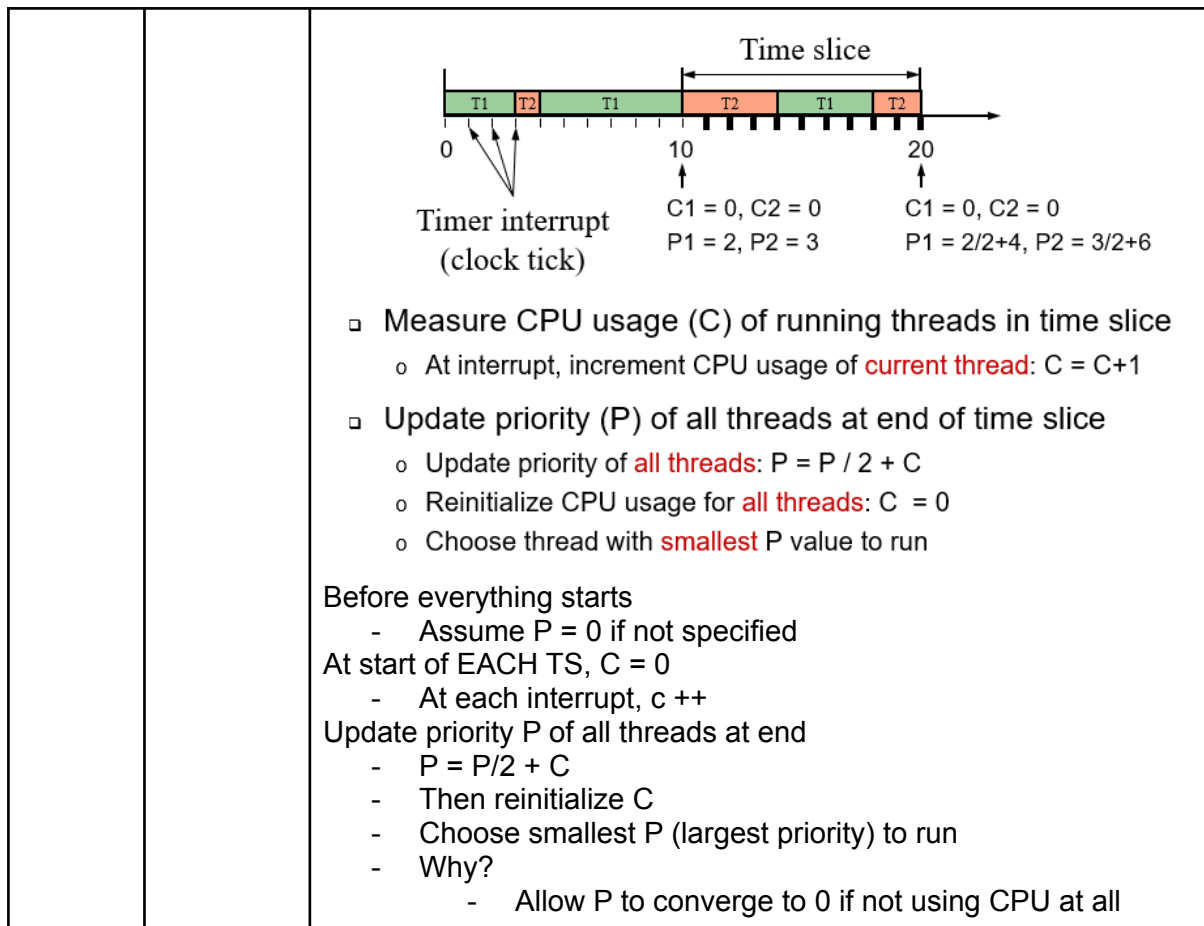 Time slice
T1 T2 T1 T2 T1 T2
0 10 20
Timer interrupt
(clock tick)
C1 = 0, C2 = 0
P1 = 2, P2 = 3
C1 = 0, C2 = 0
P1 = 2/2+4, P2 = 3/2+6
❑ Measure CPU usage (C) of running threads in time slice
o At interrupt, increment CPU usage of current thread: C = C+1
❑ Update priority (P) of all threads at end of time slice
o Update priority of all threads: P = P / 2 + C
o Reinitialize CPU usage for all threads: C = 0
o Choose thread with smallest P value to run
Before everything starts
- Assume P = 0 if not specified
At start of EACH TS, C = 0
- At each interrupt, c ++
Update priority P of all threads at end
- P = P/2 + C
- Then reinitialize C
- Choose smallest P (largest priority) to run
- Why?
- Allow P to converge to 0 if not using CPU at all